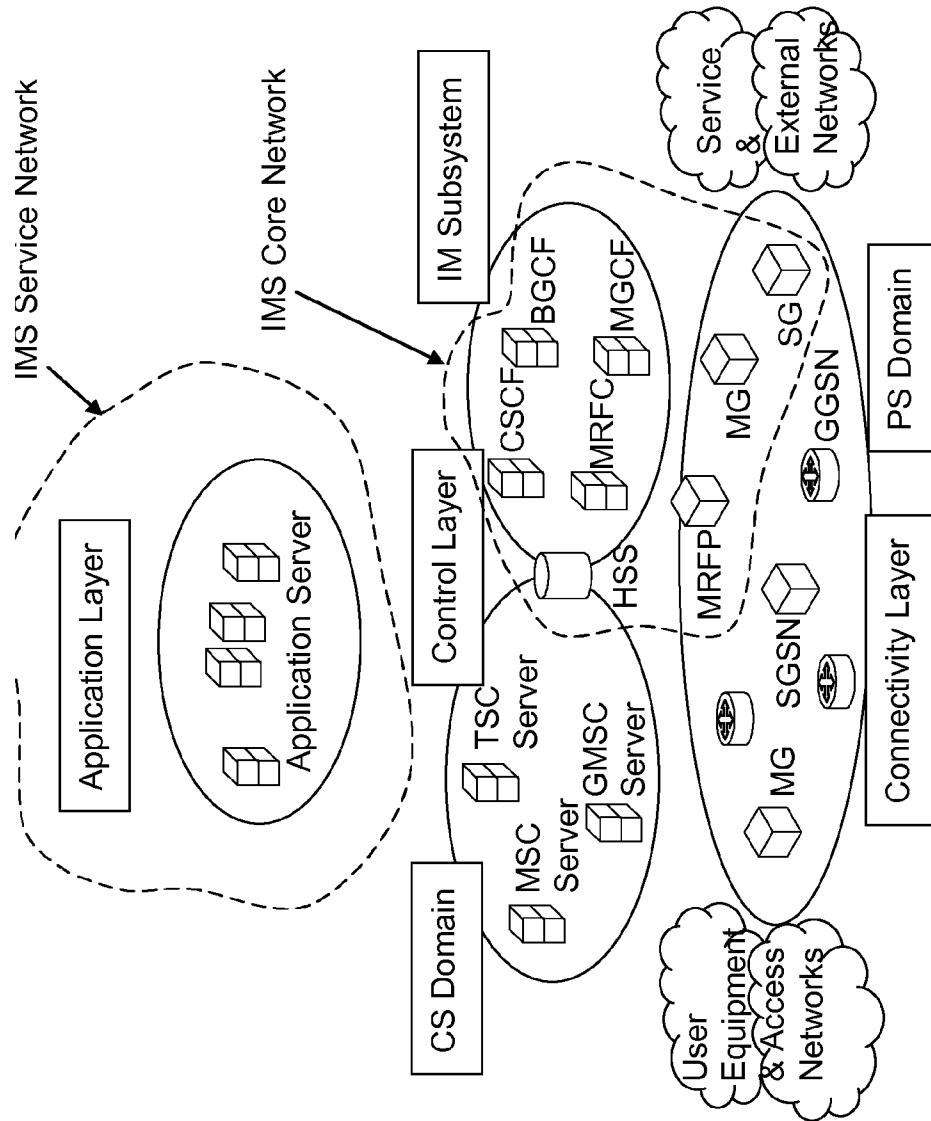 IMS Service Network
Application Layer
Application Server
IMS Core Network
CS Domain
Control Layer
IM Subsystem
MSC
Server
TSC
Server
GMSC
Server
HSS
CSCF
BGCF
MRFC
MGCF
User
Equipment
& Access
Networks
MG
SGSN
MRFP
MG
GGSN
SG
Service
&
External
Networks
Connectivity Layer
PS Domain